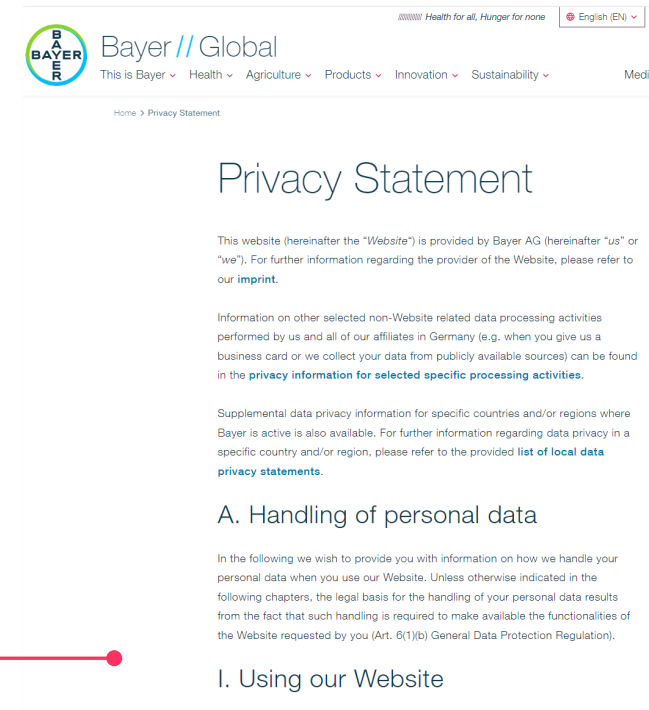 Health for all, Hunger for none
English (EN)
BAYER
BAYER
Bayer // Global
This is Bayer Health Agriculture Products Innovation Sustainability Medi
Home > Privacy Statement
Privacy Statement
This website (hereinafter the “Website“) is provided by Bayer AG (hereinafter “us” or
“we”). For further information regarding the provider of the Website, please refer to
our imprint.
Information on other selected non-Website related data processing activities
performed by us and all of our affiliates in Germany (e.g. when you give us a
business card or we collect your data from publicly available sources) can be found
in the privacy information for selected specific processing activities.
Supplemental data privacy information for specific countries and/or regions where
Bayer is active is also available. For further information regarding data privacy in a
specific country and/or region, please refer to the provided list of local data
privacy statements.
A. Handling of personal data
In the following we wish to provide you with information on how we handle your
personal data when you use our Website. Unless otherwise indicated in the
following chapters, the legal basis for the handling of your personal data results
from the fact that such handling is required to make available the functionalities of
the Website requested by you (Art. 6(1)(b) General Data Protection Regulation).
I. Using our Website